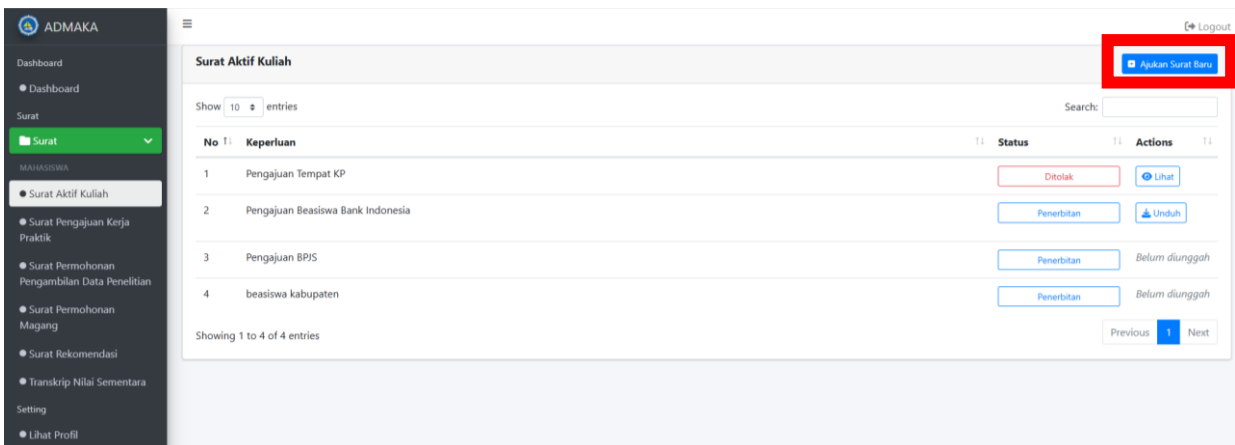 ADMAKA
Logout
Dashboard
Dashboard
Surat
Surat
MAHASISWA
Surat Aktif Kuliah
Surat Pengajuan Kerja
Praktik
Surat Permohonan
Pengambilan Data Penelitian
Surat Permohonan
Magang
Surat Rekomendasi
Transkrip Nilai Sementara
Setting
Lihat Profil
Surat Aktif Kuliah
Ajukan Surat Baru
Show 10 entries
Search:
No Keperluan Status Actions
1 Pengajuan Tempat KP Ditolak Lihat
2 Pengajuan Beasiswa Bank Indonesia Penerbitan Unduh
3 Pengajuan BPJS Penerbitan Belum diunggah
4 beasiswa kabupaten Penerbitan Belum diunggah
Showing 1 to 4 of 4 entries
Previous 1 Next